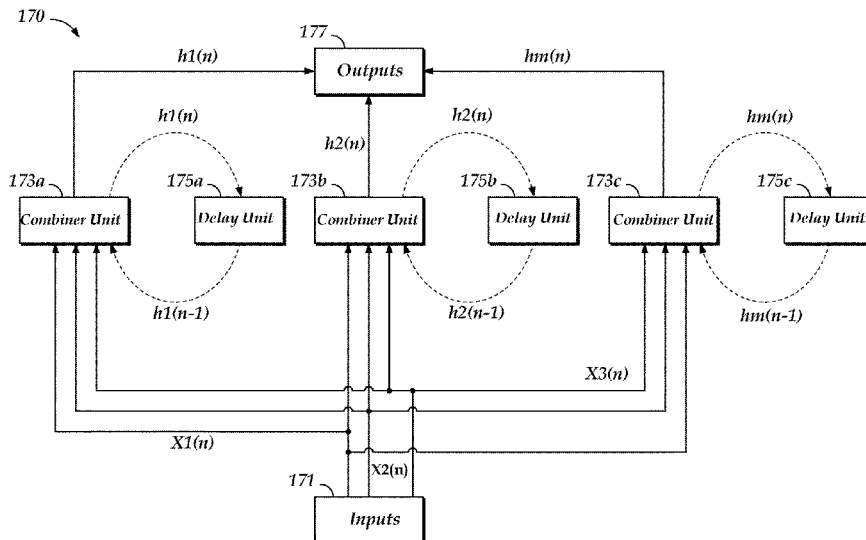 170
177
h1(n)
Outputs
hm(n)
h1(n)
h2(n)
h2(n)
hm(n)
173a
175a
173b
175b
173c
175c
Combiner Unit
Delay Unit
Combiner Unit
Delay Unit
Combiner Unit
Delay Unit
h1(n-1)
h2(n-1)
hm(n-1)
X3(n)
X1(n)
X2(n)
171
Inputs